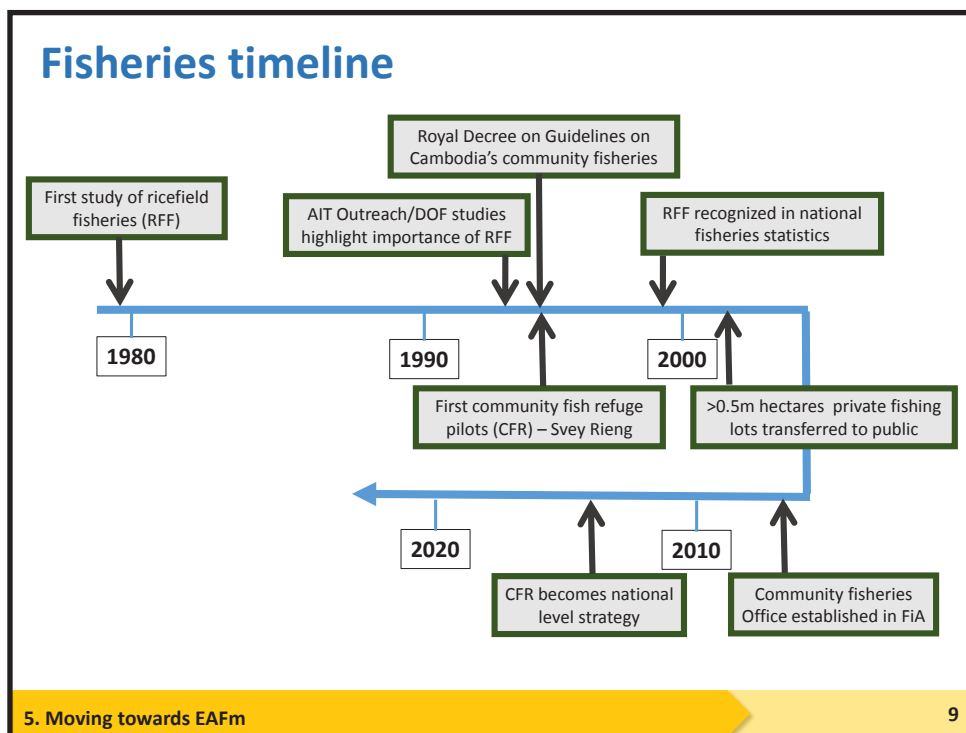 Fisheries timeline
Royal Decree on Guidelines on
Cambodia's community fisheries
First study of ricefield
fisheries (RFF)
AIT Outreach/DOF studies
highlight importance of RFF
RFF recognized in national
fisheries statistics
1980
1990
2000
First community fish refuge
pilots (CFR) – Svey Rieng
>0.5m hectares private fishing
lots transferred to public
2020
2010
CFR becomes national
level strategy
Community fisheries
Office established in FiA
5. Moving towards EAFm
9